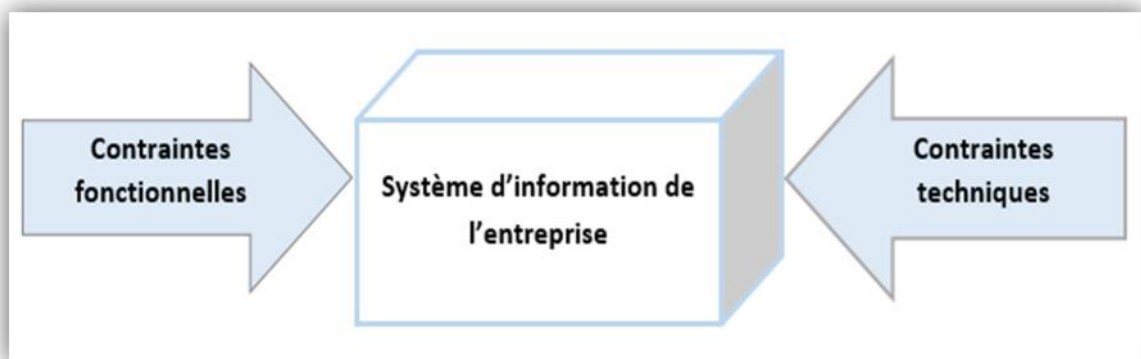 Contraintes
fonctionnelles
Système d'information de
l'entreprise
Contraintes
techniques